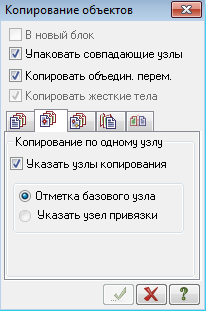 Копирование объектов
В новый блок
Упаковать совпадающие узлы
Копировать объедин. перем.
Копировать жесткие тела
Копирование по одному узлу
Указать узлы копирования
Отметка базового узла
Указать узел привязки
?